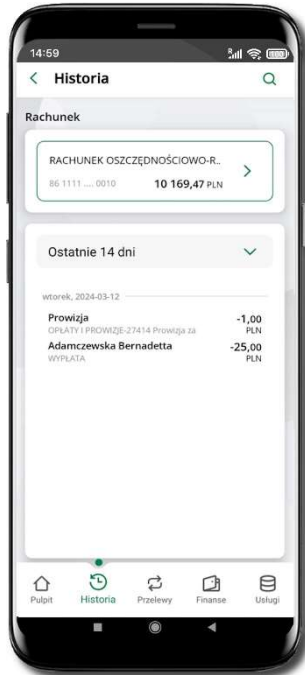 14:59
Historia
Rachunek
RACHUNEK OSZCZĘDNOŚCIOWO-R..
86 1111 .... 0010 10 169,47 PLN
Ostatnie 14 dni
wtorek, 2024-03-12
Prowizja -1,00
OPŁATY I PROWIZJE-27414 Prowizja za PLN
Adamczewska Bernadetta -25,00
WYPŁATA PLN
Pulpit Historia Przelewy Finanse Usługi